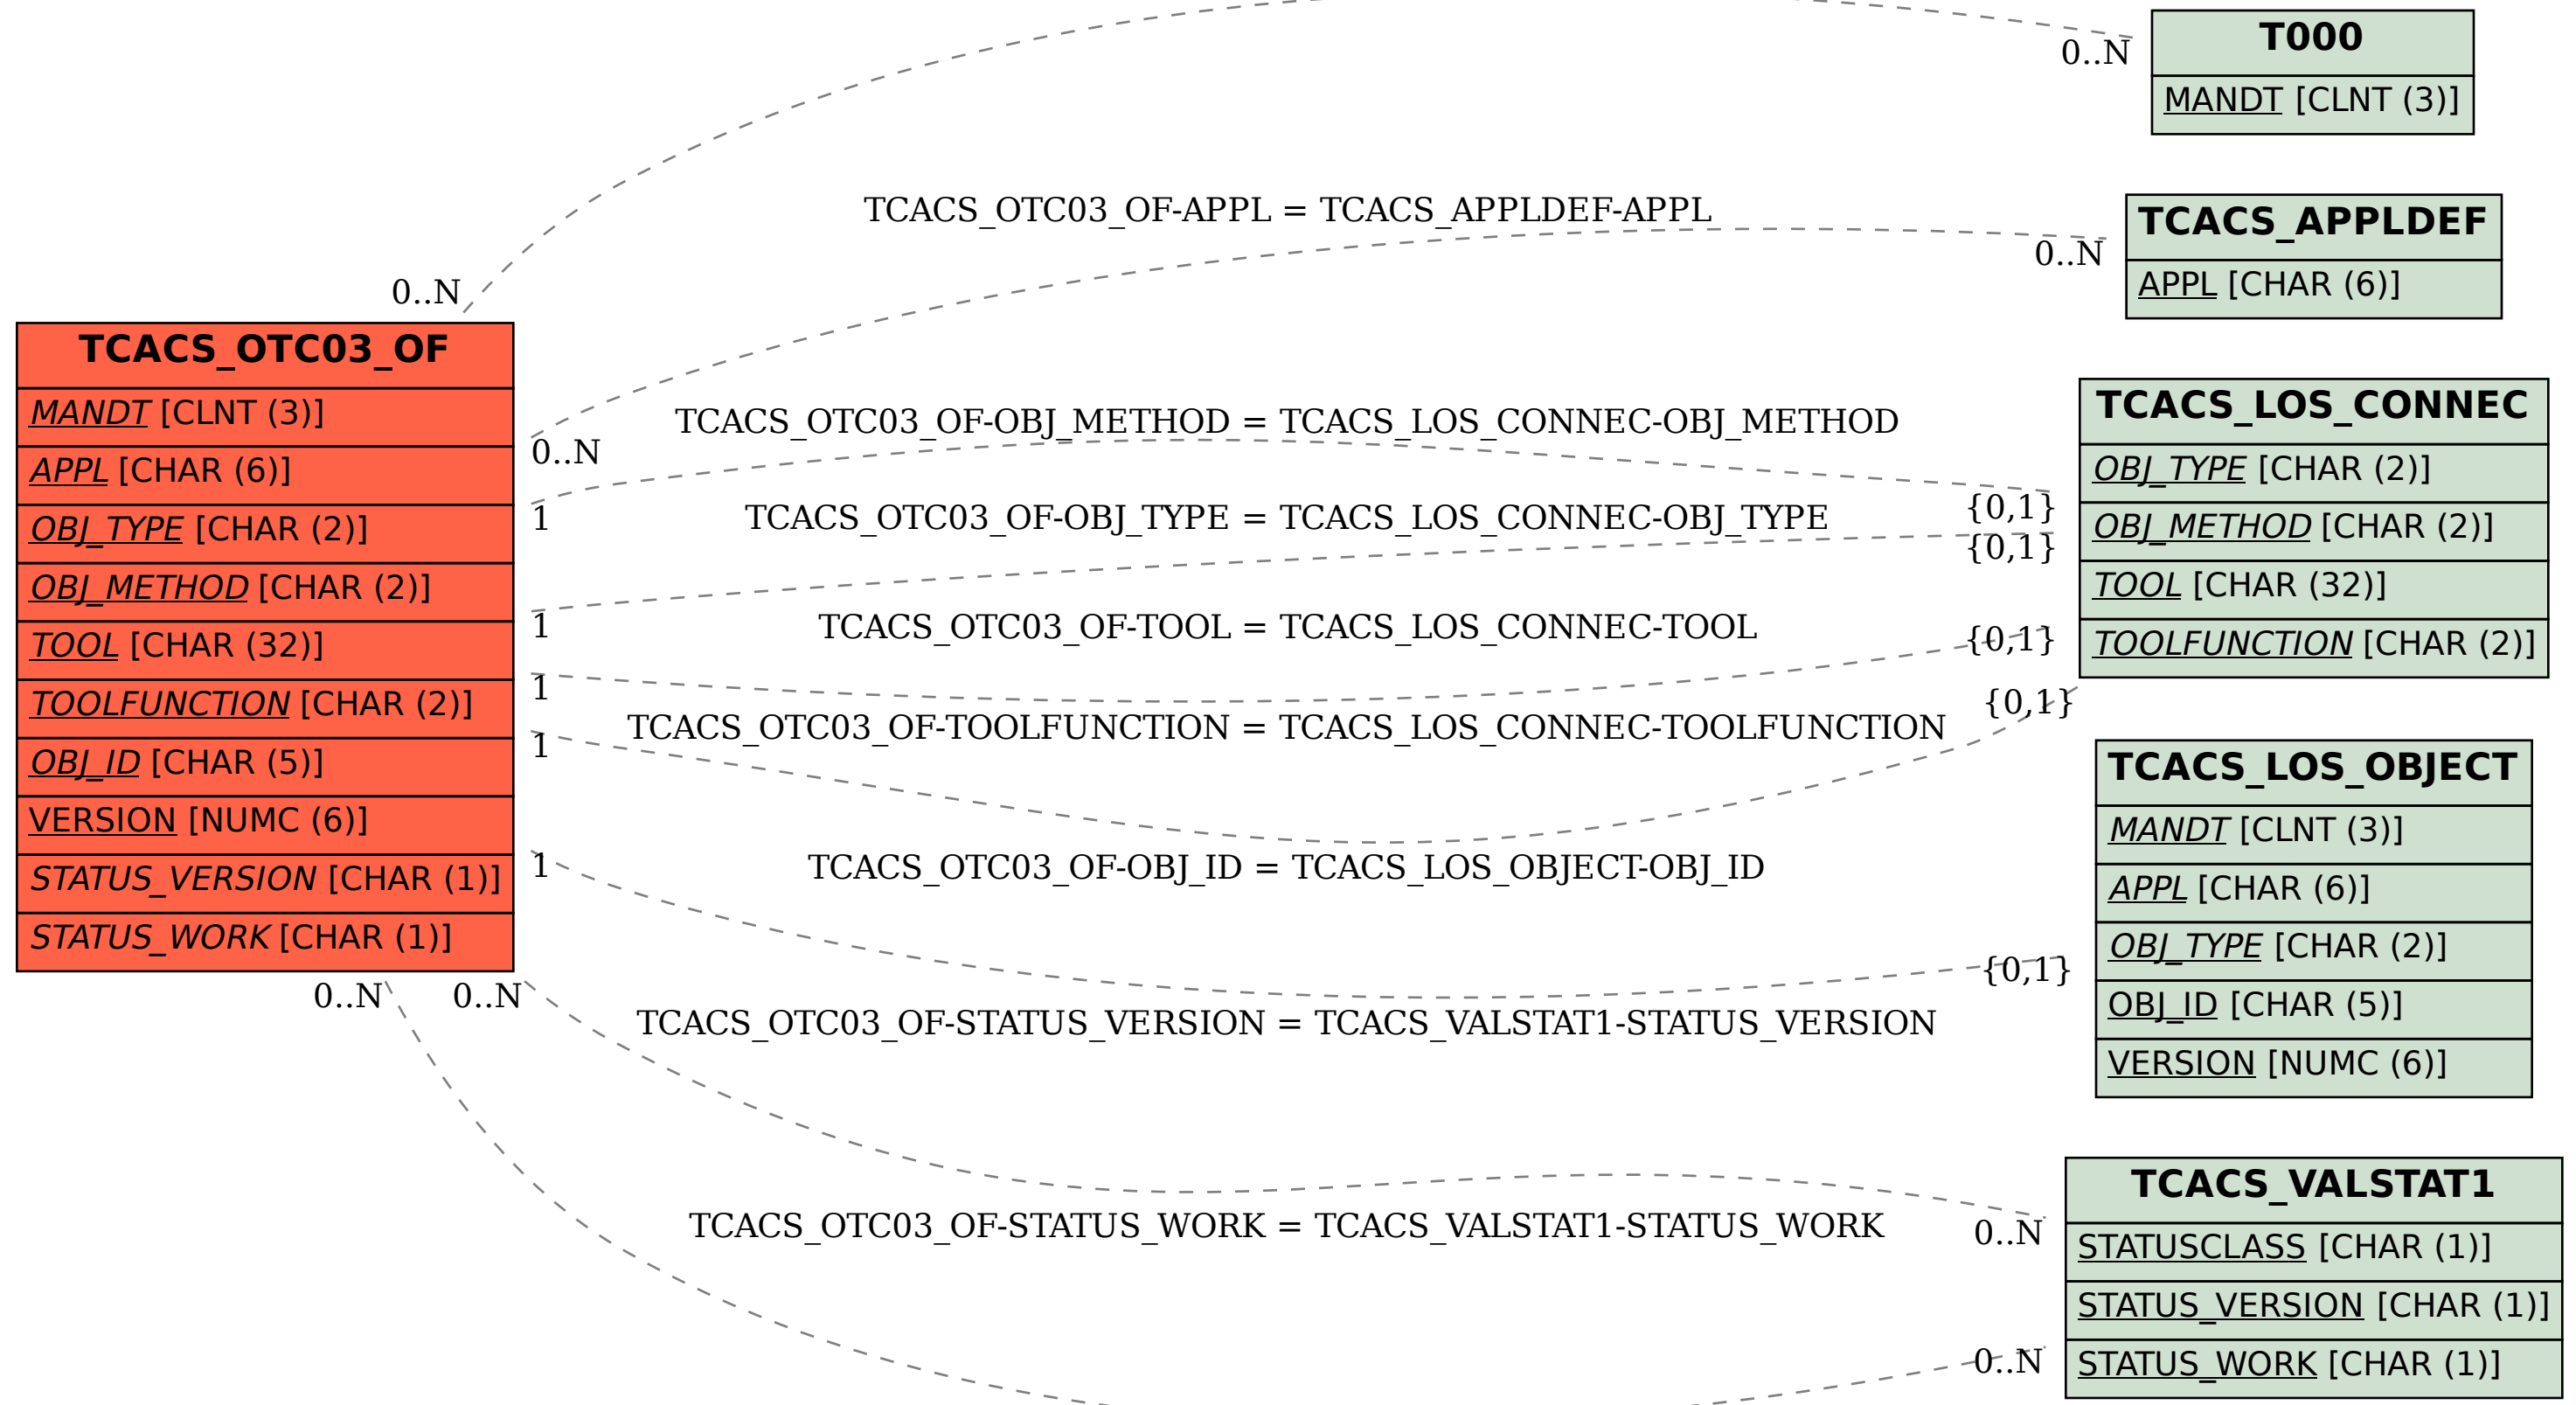 TCACS_OTC03_OF
MANDT [CLNT (3)]
APPL [CHAR (6)]
OBJ_TYPE [CHAR (2)]
OBJ_METHOD [CHAR (2)]
TOOL [CHAR (32)]
TOOLFUNCTION [CHAR (2)]
OBJ_ID [CHAR (5)]
VERSION [NUMC (6)]
STATUS_VERSION [CHAR (1)]
STATUS_WORK [CHAR (1)]
0..N
0..N
TCACS_OTC03_OF-APPL = TCACS_APPLDEF-APPL
0..N
0..N
TCACS_OTC03_OF-OBJ_METHOD = TCACS_LOS_CONNEC-OBJ_METHOD
1
{0,1}
TCACS_OTC03_OF-OBJ_TYPE = TCACS_LOS_CONNEC-OBJ_TYPE
1
{0,1}
TCACS_OTC03_OF-TOOL = TCACS_LOS_CONNEC-TOOL
1
{0,1}
TCACS_OTC03_OF-TOOLFUNCTION = TCACS_LOS_CONNEC-TOOLFUNCTION
1
{0,1}
TCACS_OTC03_OF-OBJ_ID = TCACS_LOS_OBJECT-OBJ_ID
1
{0,1}
TCACS_OTC03_OF-STATUS_VERSION = TCACS_VALSTAT1-STATUS_VERSION
0..N
0..N
TCACS_OTC03_OF-STATUS_WORK = TCACS_VALSTAT1-STATUS_WORK
0..N
0..N
T000
MANDT [CLNT (3)]
TCACS_APPLDEF
APPL [CHAR (6)]
TCACS_LOS_CONNEC
OBJ_TYPE [CHAR (2)]
OBJ_METHOD [CHAR (2)]
TOOL [CHAR (32)]
TOOLFUNCTION [CHAR (2)]
TCACS_LOS_OBJECT
MANDT [CLNT (3)]
APPL [CHAR (6)]
OBJ_TYPE [CHAR (2)]
OBJ_ID [CHAR (5)]
VERSION [NUMC (6)]
TCACS_VALSTAT1
STATUSCLASS [CHAR (1)]
STATUS_VERSION [CHAR (1)]
STATUS_WORK [CHAR (1)]